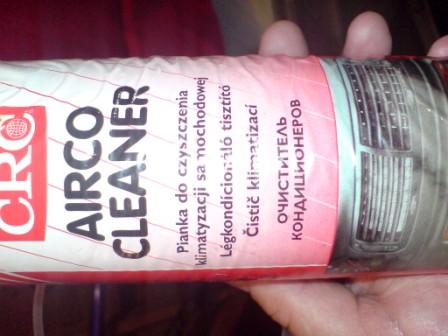 CRC
AIRCO
CLEANER
Pianka do czyszczenia
klimatyzacji samochodowej
Légkondicionáló tisztító
Čistič klimatizací
ОЧИСТИТЕЛЬ
КОНДИЦИОНЕРОВ